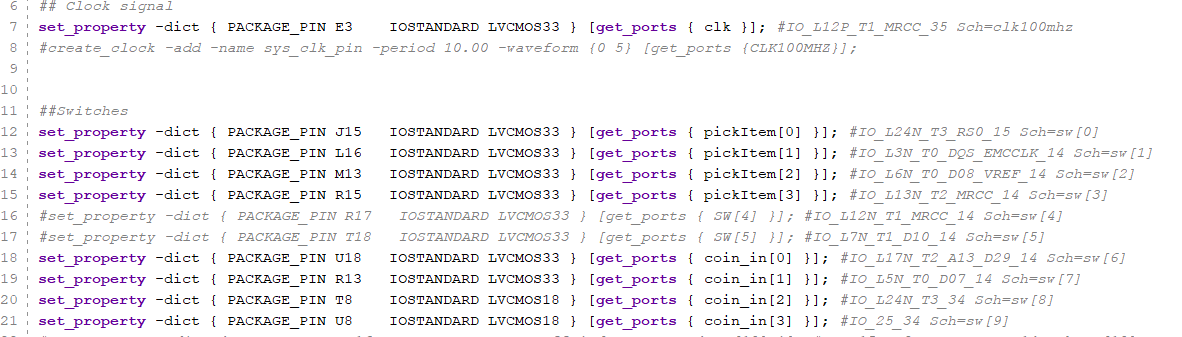 6 ## Clock signal
7 set_property -dict { PACKAGE_PIN E3    IOSTANDARD LVCMOS33 } [get_ports { clk }]; #IO_L12P_T1_MRCC_35 Sch=clk100mhz
8 #create_clock -add -name sys_clk_pin -period 10.00 -waveform {0 5} [get_ports {CLK100MHZ}];
9
10
11 ##Switches
12 set_property -dict { PACKAGE_PIN J15   IOSTANDARD LVCMOS33 } [get_ports { pickItem[0] }]; #IO_L24N_T3_RS0_15 Sch=sw[0]
13 set_property -dict { PACKAGE_PIN L16   IOSTANDARD LVCMOS33 } [get_ports { pickItem[1] }]; #IO_L3N_T0_DQS_EMCCLK_14 Sch=sw[1]
14 set_property -dict { PACKAGE_PIN M13   IOSTANDARD LVCMOS33 } [get_ports { pickItem[2] }]; #IO_L6N_T0_D08_VREF_14 Sch=sw[2]
15 set_property -dict { PACKAGE_PIN R15   IOSTANDARD LVCMOS33 } [get_ports { pickItem[3] }]; #IO_L13N_T2_MRCC_14 Sch=sw[3]
16 #set_property -dict { PACKAGE_PIN R17   IOSTANDARD LVCMOS33 } [get_ports { SW[4] }]; #IO_L12N_T1_MRCC_14 Sch=sw[4]
17 #set_property -dict { PACKAGE_PIN T18   IOSTANDARD LVCMOS33 } [get_ports { SW[5] }]; #IO_L7N_T1_D10_14 Sch=sw[5]
18 set_property -dict { PACKAGE_PIN U18   IOSTANDARD LVCMOS33 } [get_ports { coin_in[0] }]; #IO_L17N_T2_A13_D29_14 Sch=sw[6]
19 set_property -dict { PACKAGE_PIN R13   IOSTANDARD LVCMOS33 } [get_ports { coin_in[1] }]; #IO_L5N_T0_D07_14 Sch=sw[7]
20 set_property -dict { PACKAGE_PIN T8    IOSTANDARD LVCMOS18 } [get_ports { coin_in[2] }]; #IO_L24N_T3_34 Sch=sw[8]
21 set_property -dict { PACKAGE_PIN U8    IOSTANDARD LVCMOS18 } [get_ports { coin_in[3] }]; #IO_25_34 Sch=sw[9]